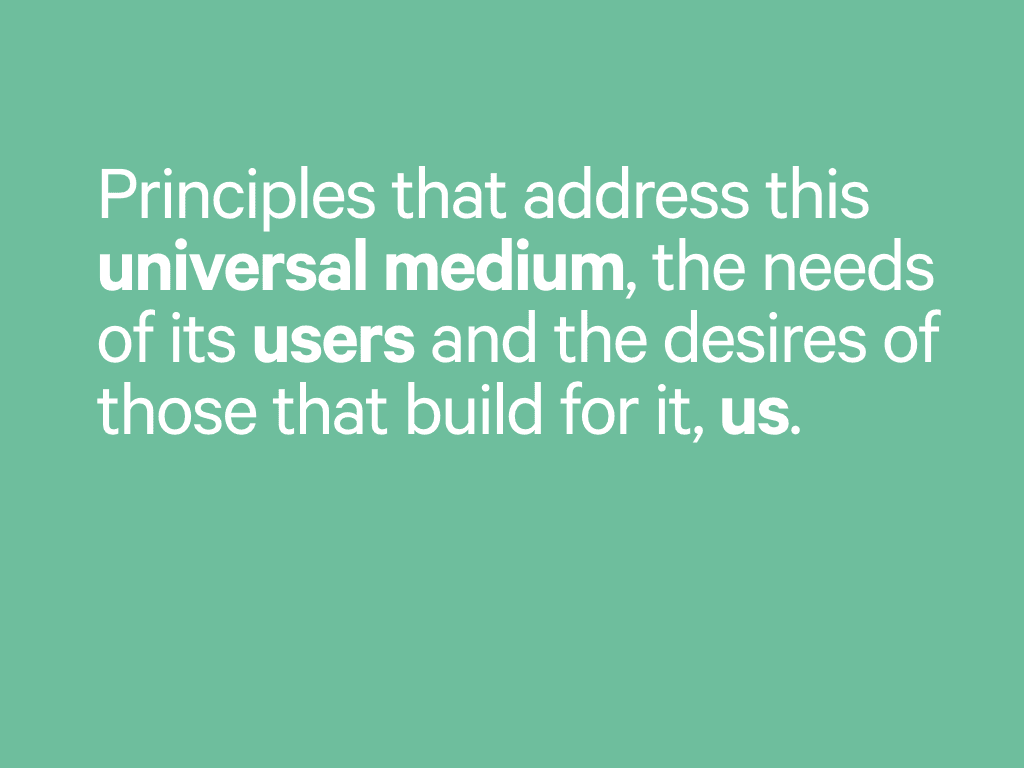 Principles that address this
universal medium, the needs
of its users and the desires of
those that build for it, us.